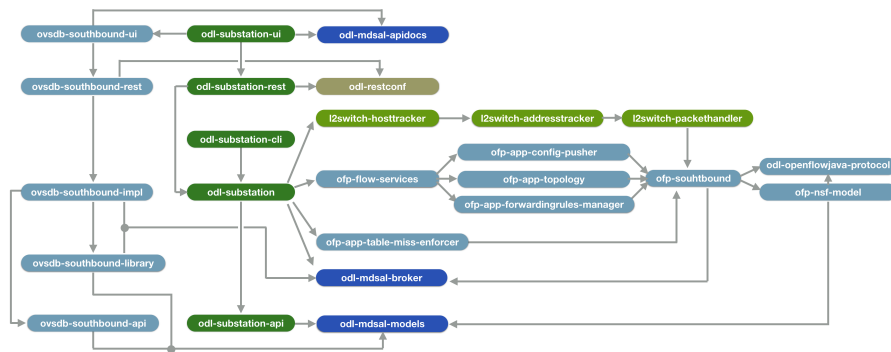 ovsdb-southbound-ui
odl-substation-ui
odl-mdsal-apidocs
ovsdb-southbound-rest
odl-substation-rest
odl-restconf
l2switch-hosttracker
l2switch-addresstracker
l2switch-packethandler
odl-substation-cli
ofp-app-config-pusher
odl-openflowjava-protocol
ofp-flow-services
ofp-app-topology
ofp-souhtbound
ovsdb-southbound-impl
odl-substation
ofp-nsf-model
ofp-app-forwardingrules-manager
ofp-app-table-miss-enforcer
ovsdb-southbound-library
odl-mdsal-broker
ovsdb-southbound-api
odl-substation-api
odl-mdsal-models